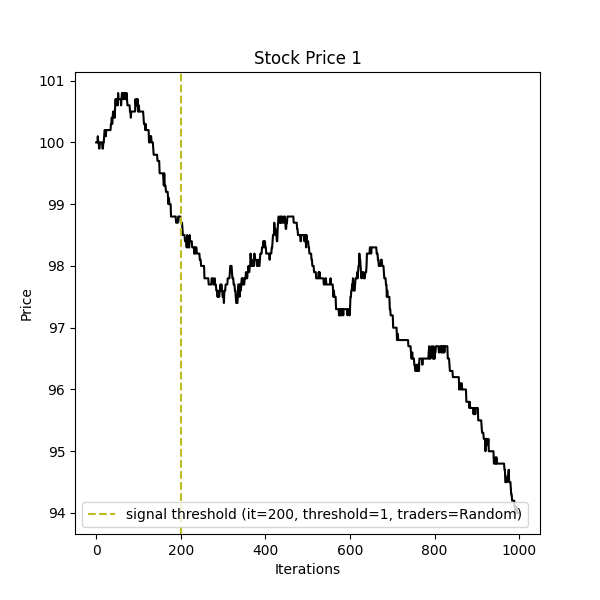 Stock Price 1
101
100
99
98
97
96
95
94
Price
signal threshold (it=200, threshold=1, traders=Random)
0 200 400 600 800 1000
Iterations